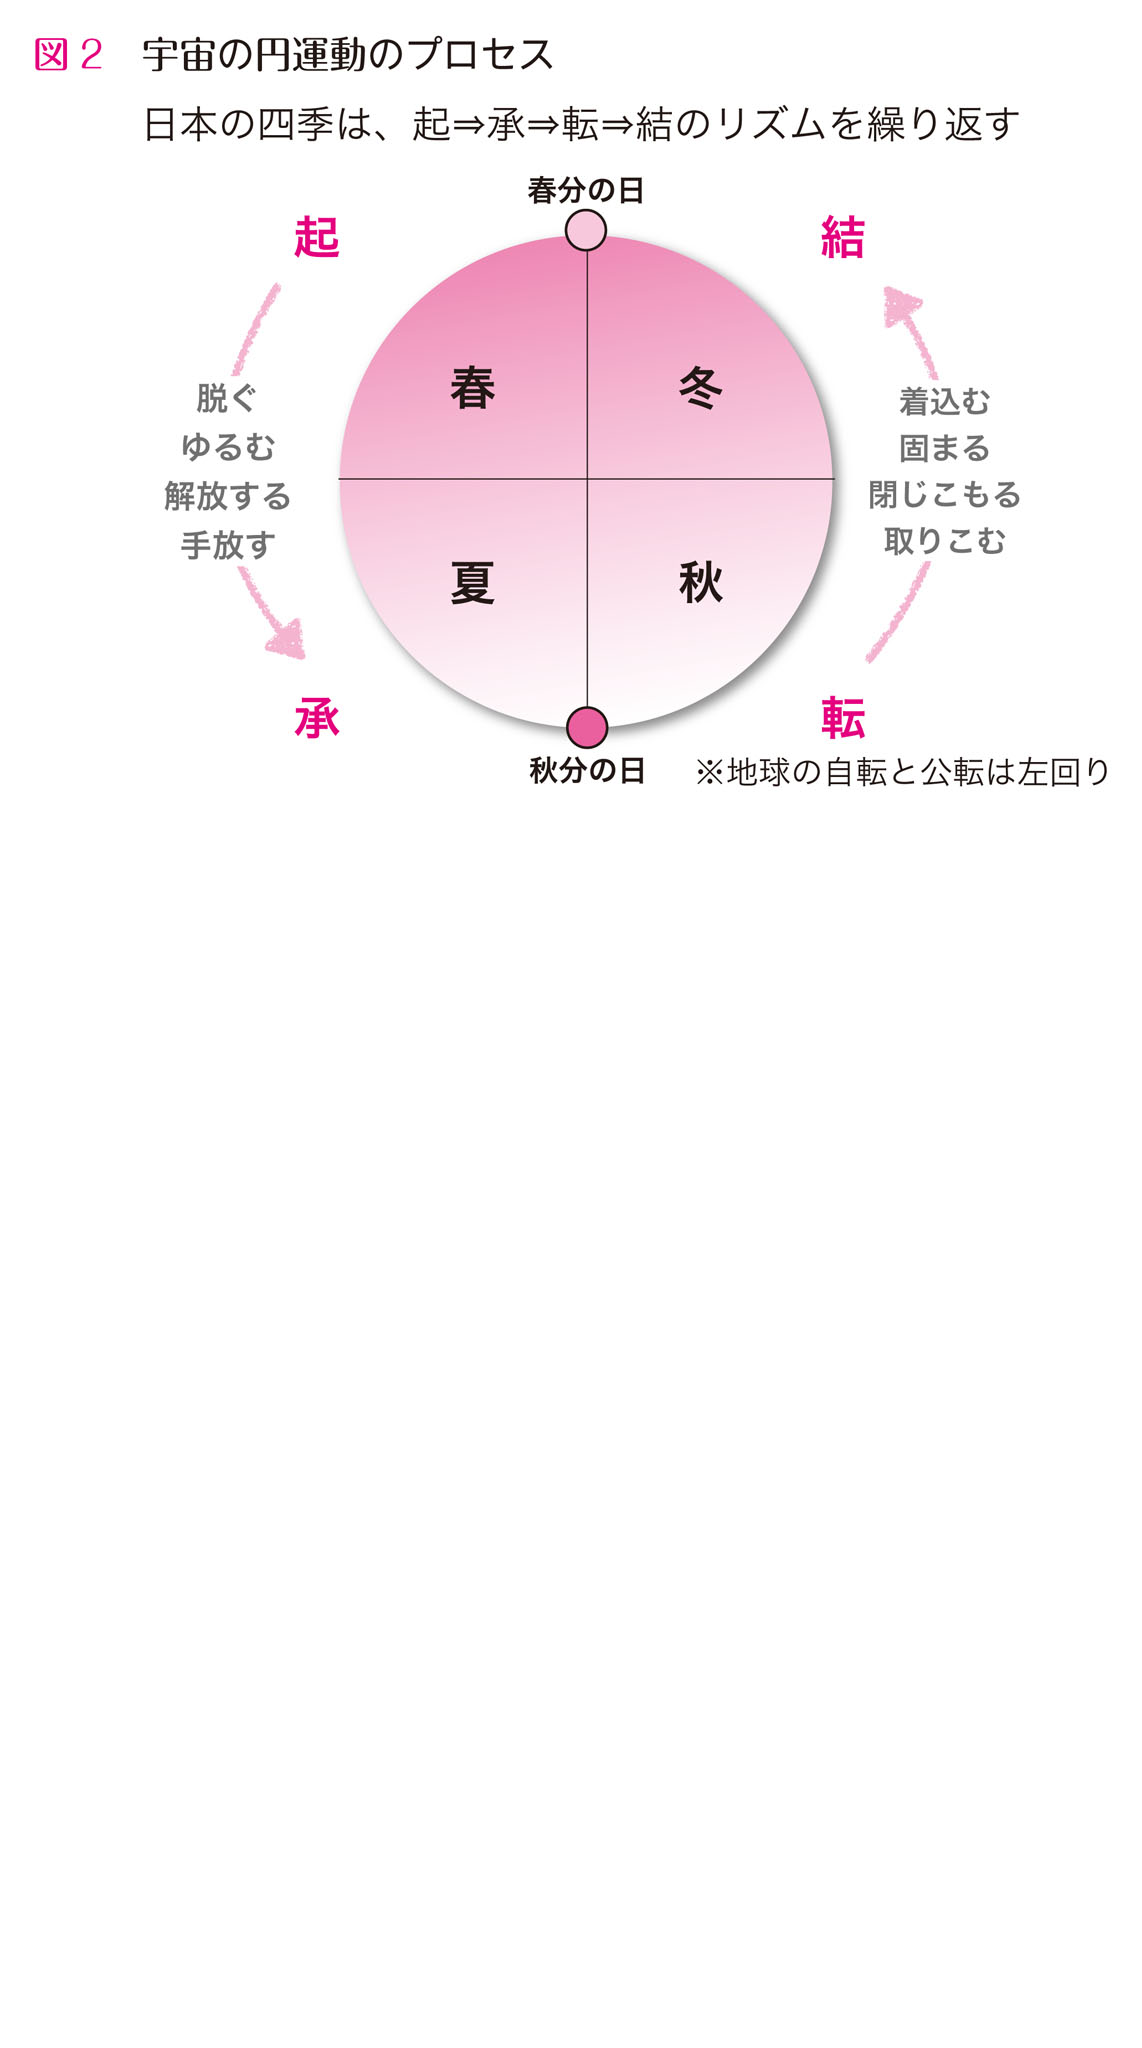 図2 宇宙の円運動のプロセス
日本の四季は、起⇒承⇒転⇒結のリズムを繰り返す
春分の日
起
結
春
冬
脱ぐ
ゆるむ
解放する
手放す
着込む
固まる
閉じこもる
取りこむ
夏
秋
承
転
秋分の日
※地球の自転と公転は左回り